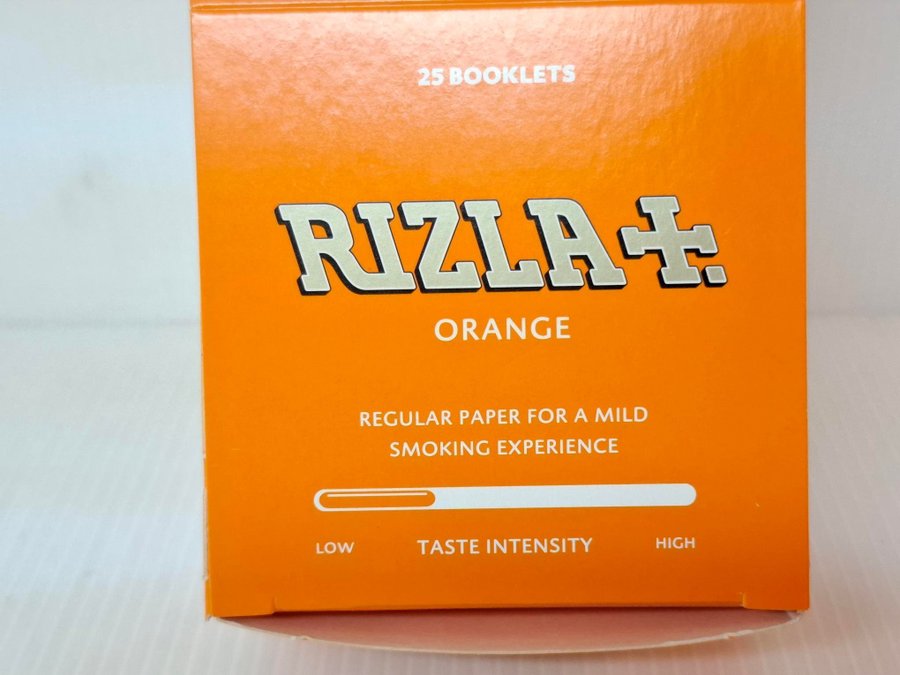 25 BOOKLETS
RIZLA+.
ORANGE
REGULAR PAPER FOR A MILD
SMOKING EXPERIENCE
LOW TASTE INTENSITY HIGH